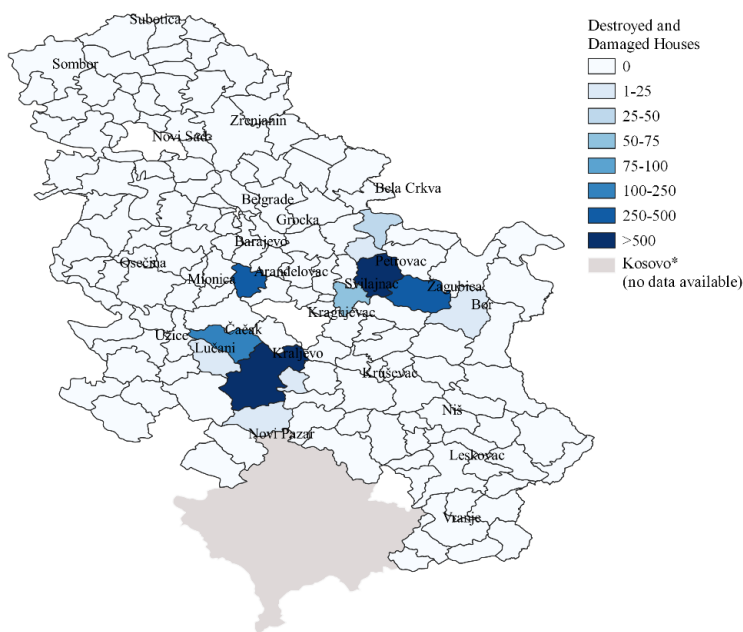 Destroyed and
Damaged Houses
0
1-25
25-50
50-75
75-100
100-250
250-500
>500
Kosovo*
(no data available)
Subotica
Sombor
Zrenjanin
Novi Sad
Bela Crkva
Belgrade
Grocka
Barajevo
Osečina
Petrovac
Mionica
Aranđelovac
Svilajnac
Žagubica
Bor
Kragujevac
Užice
Čačak
Lučani
Kraljevo
Kruševac
Niš
Novi Pazar
Leskovac
Vranje